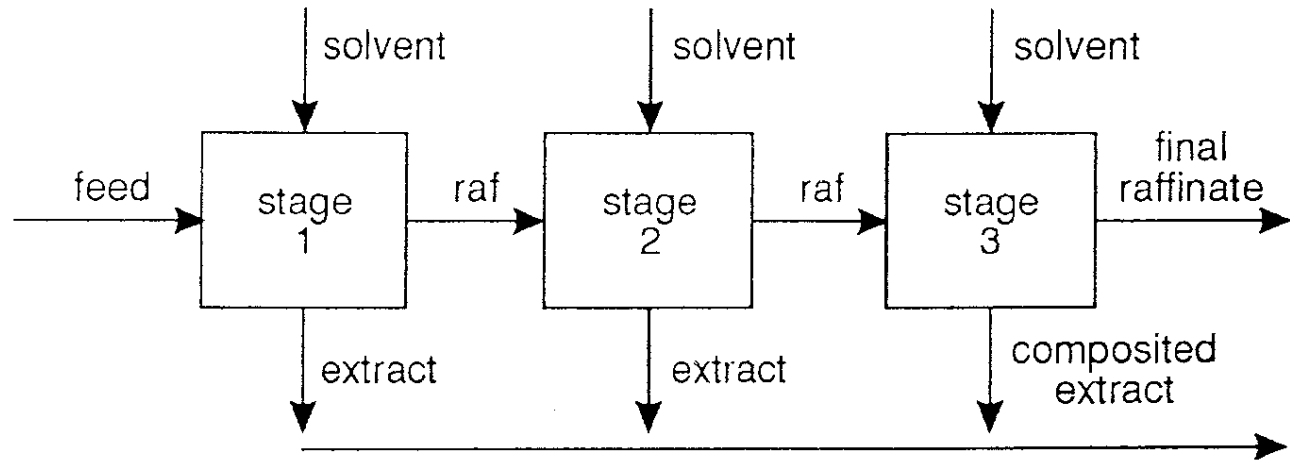 solvent
solvent
solvent
feed
stage
1
raf
stage
2
raf
stage
3
final
raffinate
extract
extract
composited
extract